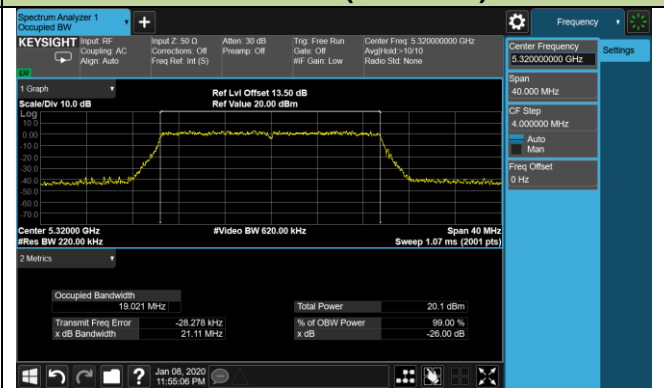 Spectrum Analyzer 1
Occupied BW
Frequency
KEYSIGHT
Input: RF
Coupling: AC
Align: Auto
Input Z: 50 Ω
Corrections: Off
Freq Ref: Int (S)
Atten: 30 dB
Preamp: Off
Trig: Free Run
Gate: Off
#IF Gain: Low
Center Freq: 5.320000000 GHz
Avg|Hold:>10/10
Radio Std: None
LV
Center Frequency
5.320000000 GHz
Settings
Span
40.000 MHz
CF Step
4.000000 MHz
Auto
Man
Freq Offset
0 Hz
1 Graph
Scale/Div 10.0 dB
Ref Lvl Offset 13.50 dB
Ref Value 20.00 dBm
Log
10.0
0.00
-10.0
-20.0
-30.0
-40.0
-50.0
-60.0
-70.0
Center 5.32000 GHz
#Res BW 220.00 kHz
#Video BW 620.00 kHz
Span 40 MHz
Sweep 1.07 ms (2001 pts)
2 Metrics
Occupied Bandwidth
19.021 MHz
Total Power 20.1 dBm
Transmit Freq Error -28.278 kHz
% of OBW Power 99.00 %
x dB Bandwidth 21.11 MHz
x dB -26.00 dB
Jan 08, 2020
11:55:06 PM